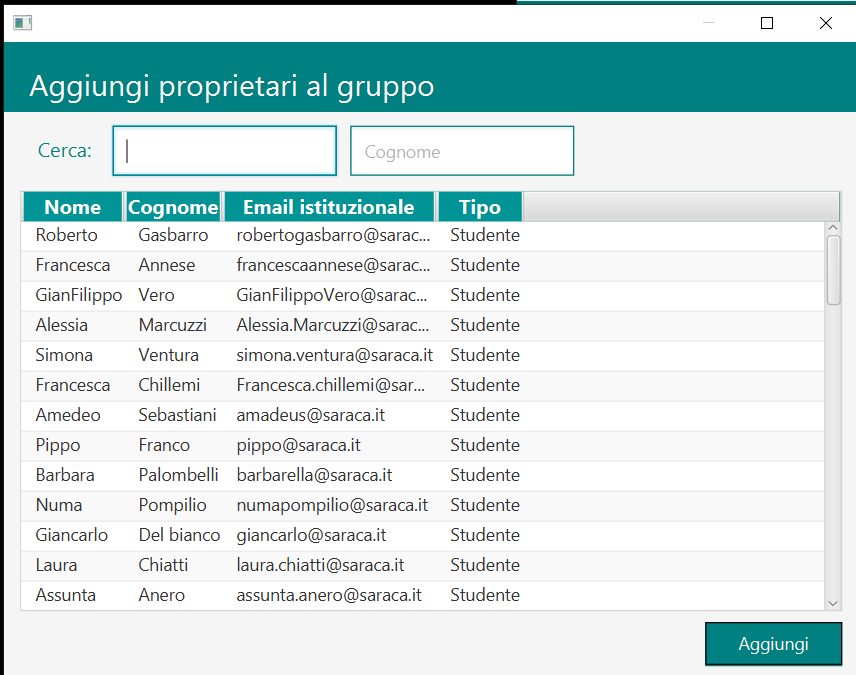 Aggiungi proprietari al gruppo
Cerca: Cognome
Nome Cognome Email istituzionale Tipo
Roberto Gasbarro robertogasbarro@sarac... Studente
Francesca Annese francescaannese@sarac... Studente
GianFilippo Vero GianFilippoVero@sarac... Studente
Alessia Marcuzzi Alessia.Marcuzzi@sarac... Studente
Simona Ventura simona.ventura@saraca.it Studente
Francesca Chillemi Francesca.chillemi@sar... Studente
Amedeo Sebastiani amadeus@saraca.it Studente
Pippo Franco pippo@saraca.it Studente
Barbara Palombelli barbarella@saraca.it Studente
Numa Pompilio numapompilio@saraca.it Studente
Giancarlo Del bianco giancarlo@saraca.it Studente
Laura Chiatti laura.chiatti@saraca.it Studente
Assunta Anero assunta.anero@saraca.it Studente
Aggiungi